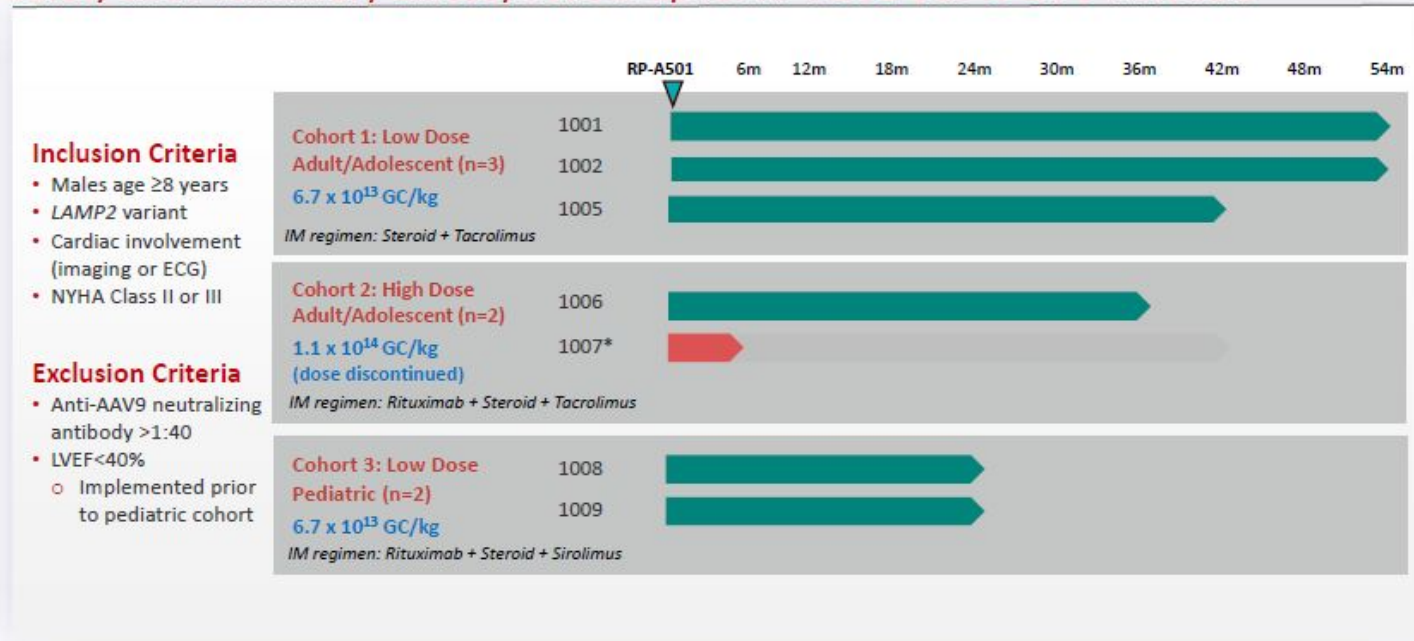 RP-A501 6m 12m 18m 24m 30m 36m 42m 48m 54m
Inclusion Criteria
• Males age ≥8 years
• LAMP2 variant
• Cardiac involvement
(imaging or ECG)
• NYHA Class II or III
Exclusion Criteria
• Anti-AAV9 neutralizing
antibody >1:40
• LVEF<40%
o Implemented prior
to pediatric cohort
Cohort 1: Low Dose
Adult/Adolescent (n=3)
6.7 x 10¹³ GC/kg
IM regimen: Steroid + Tacrolimus
1001
1002
1005
Cohort 2: High Dose
Adult/Adolescent (n=2)
1.1 x 10¹⁴ GC/kg
(dose discontinued)
IM regimen: Rituximab + Steroid + Tacrolimus
1006
1007*
Cohort 3: Low Dose
Pediatric (n=2)
6.7 x 10¹³ GC/kg
IM regimen: Rituximab + Steroid + Sirolimus
1008
1009